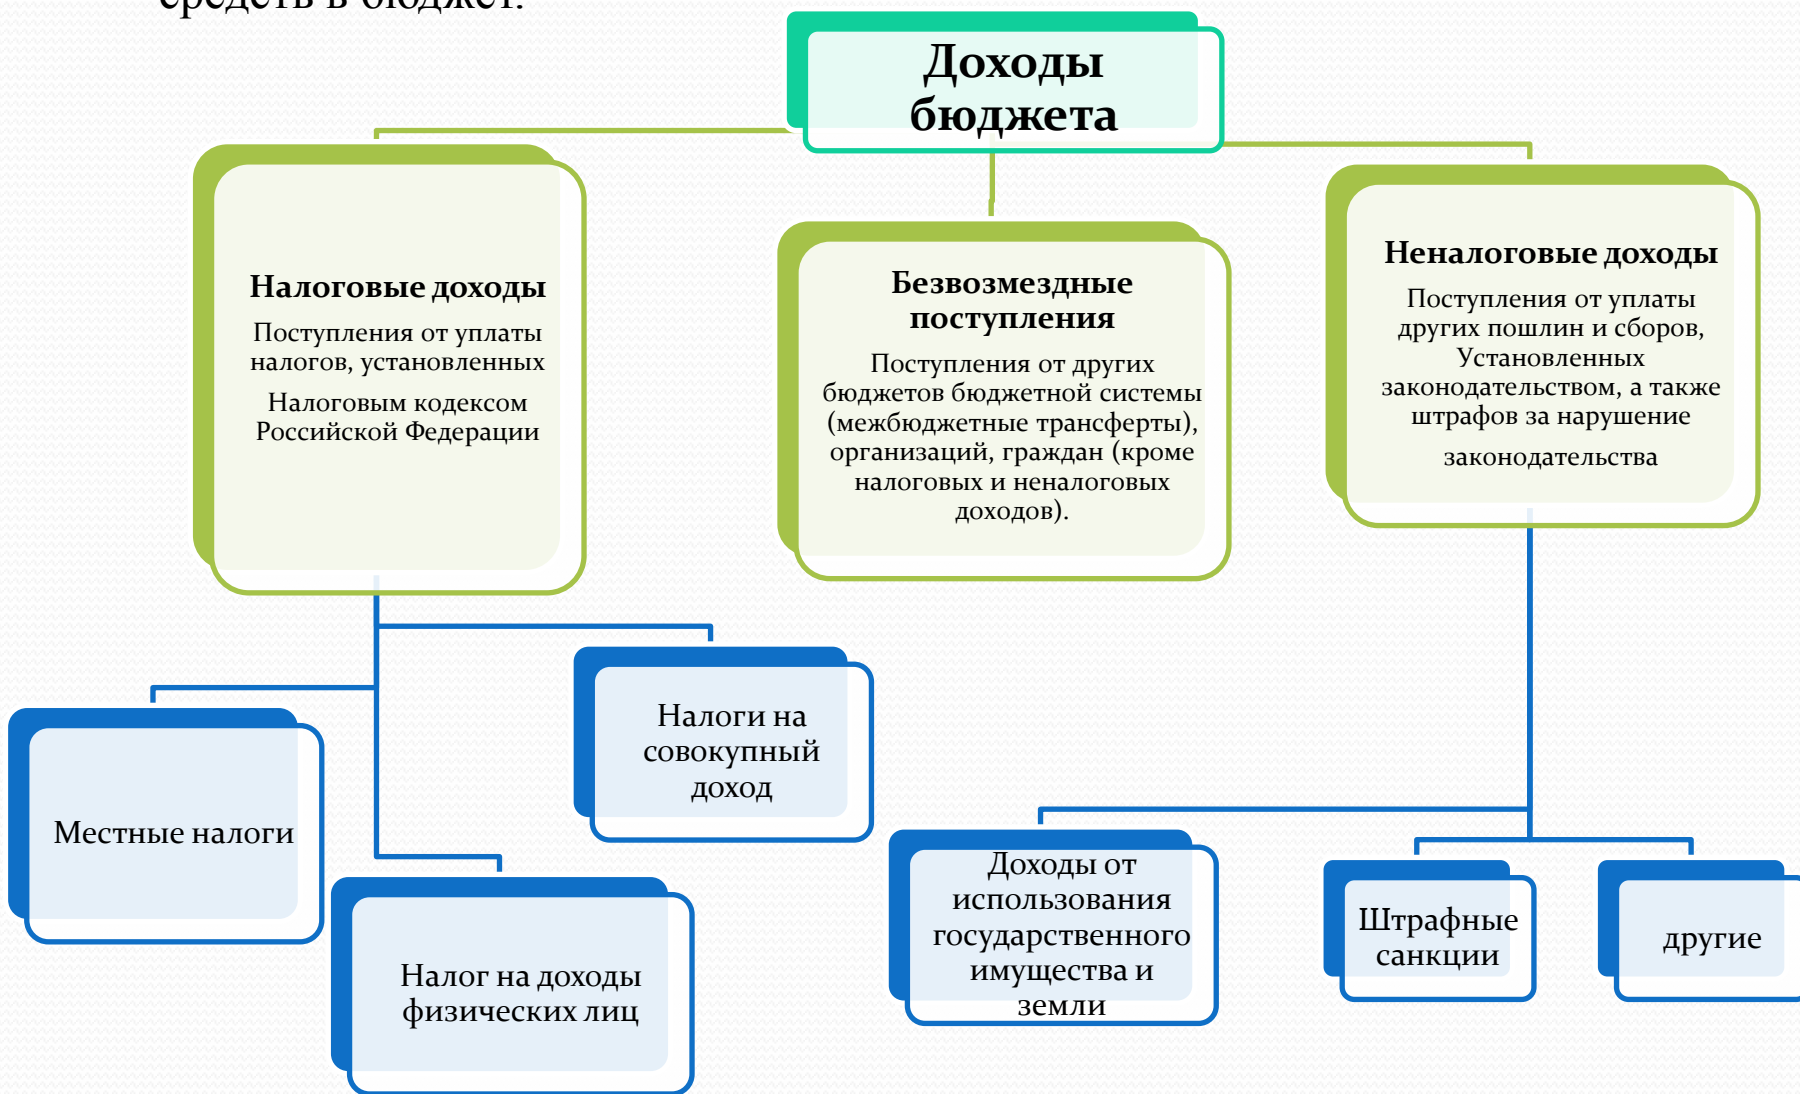 средств в бюджет.
Доходы
бюджета
Налоговые доходы
Поступления от уплаты
налогов, установленных
Налоговым кодексом
Российской Федерации
Безвозмездные
поступления
Поступления от других
бюджетов бюджетной системы
(межбюджетные трансферты),
организаций, граждан (кроме
налоговых и неналоговых
доходов).
Неналоговые доходы
Поступления от уплаты
других пошлин и сборов,
Установленных
законодательством, а также
штрафов за нарушение
законодательства
Местные налоги
Налог на доходы
физических лиц
Налоги на
совокупный
доход
Доходы от
использования
государственного
имущества и
земли
Штрафные
санкции
другие